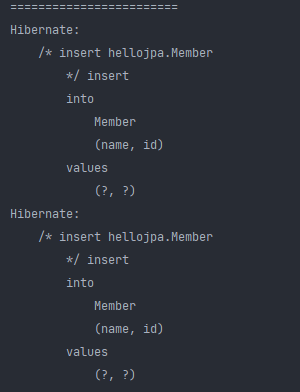 ========================
Hibernate:
    /* insert hellojpa.Member
        */ insert
        into
            Member
            (name, id)
        values
            (?, ?)
Hibernate:
    /* insert hellojpa.Member
        */ insert
        into
            Member
            (name, id)
        values
            (?, ?)